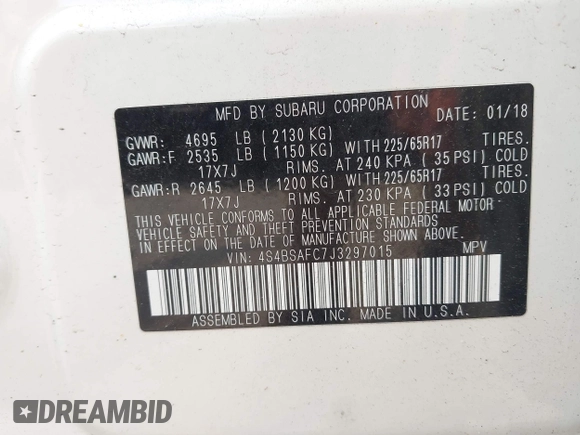 MFD BY SUBARU CORPORATION DATE: 01/18
GVWR: 4695 LB (2130 KG)
GAWR:F 2535 LB (1150 KG) WITH 225/65R17 TIRES.
17X7J RIMS. AT 240 KPA (35 PSI) COLD
GAWR:R 2645 LB (1200 KG) WITH 225/65R17 TIRES.
17X7J RIMS. AT 230 KPA (33 PSI) COLD
THIS VEHICLE CONFORMS TO ALL APPLICABLE FEDERAL MOTOR
VEHICLE SAFETY, BUMPER, AND THEFT PREVENTION STANDARDS
IN EFFECT ON THE DATE OF MANUFACTURE SHOWN ABOVE.
VIN: 4S4BSAFC7J3297015 MPV
ASSEMBLED BY SIA INC. MADE IN U.S.A.
DREAMBID